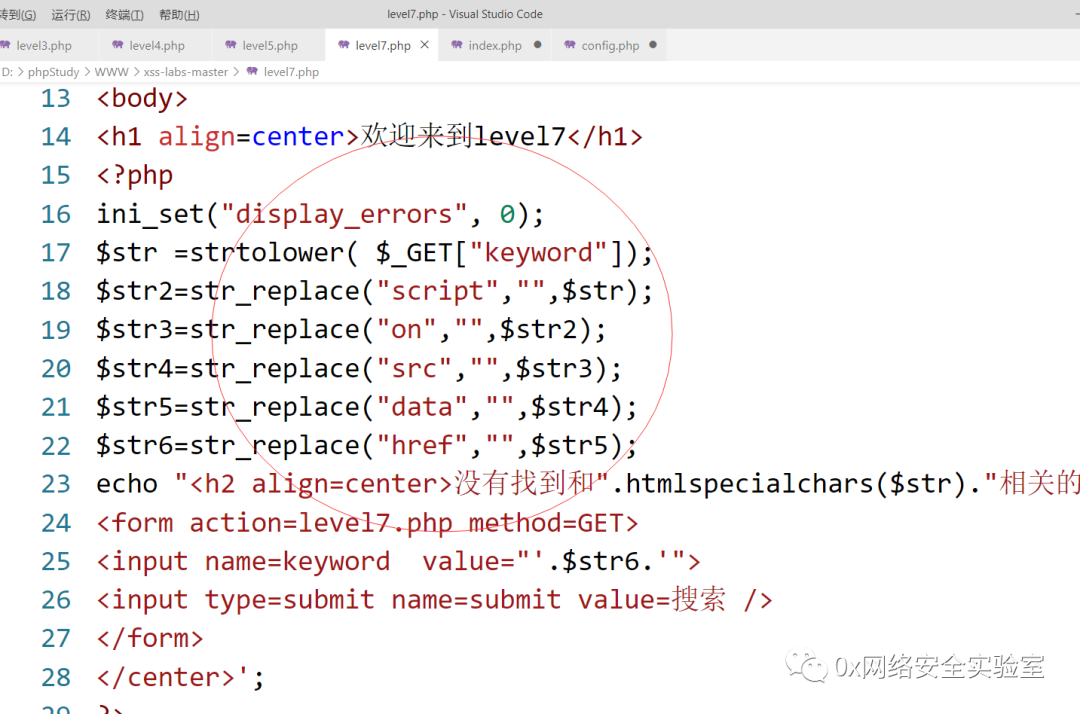 转到(G) 运行(R) 终端(T) 帮助(H) level7.php - Visual Studio Code
level3.php level4.php level5.php level7.php × index.php ● config.php ●
D: > phpStudy > WWW > xss-labs-master > level7.php
13 <body>
14 <h1 align=center>欢迎来到level7</h1>
15 <?php
16 ini_set("display_errors", 0);
17 $str =strtolower( $_GET["keyword"]);
18 $str2=str_replace("script","",$str);
19 $str3=str_replace("on","",$str2);
20 $str4=str_replace("src","",$str3);
21 $str5=str_replace("data","",$str4);
22 $str6=str_replace("href","",$str5);
23 echo "<h2 align=center>没有找到和".htmlspecialchars($str)."相关的
24 <form action=level7.php method=GET>
25 <input name=keyword  value="'.$str6.'">
26 <input type=submit name=submit value=搜索 />
27 </form>
28 </center>';
29 ?>
0x网络安全实验室